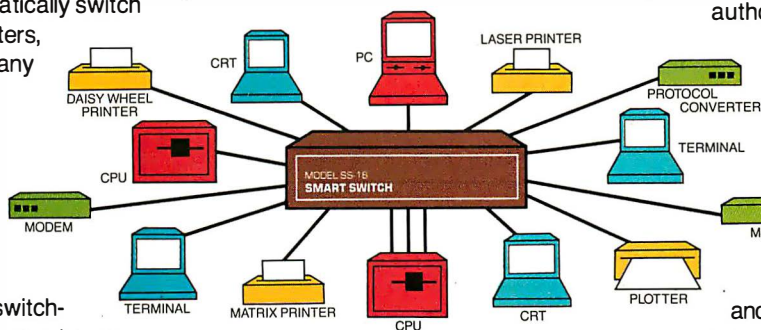 atically switch
ters,
any
autho
DAISY WHEEL
PRINTER
CRT
PC
LASER PRINTER
PROTOCOL
CONVERTER
TERMINAL
CPU
MODEL SS-16
SMART SWITCH
MODEM
M
TERMINAL
MATRIX PRINTER
CPU
CRT
PLOTTER
switch-
and